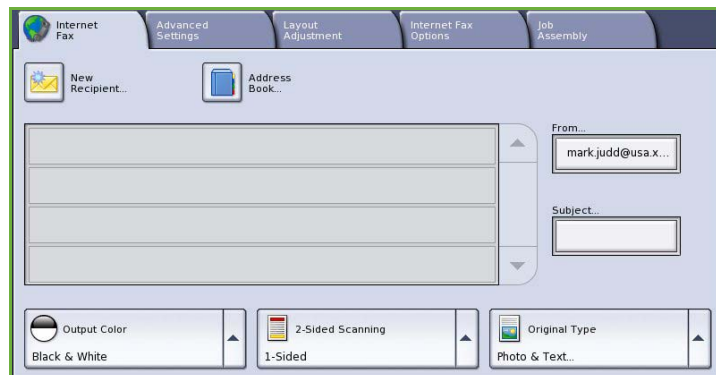 Internet
Fax
Advanced
Settings
Layout
Adjustment
Internet Fax
Options
Job
Assembly
New
Recipient...
Address
Book...
From...
mark.judd@usa.x...
Subject...
Output Color
Black & White
2-Sided Scanning
1-Sided
Original Type
Photo & Text...